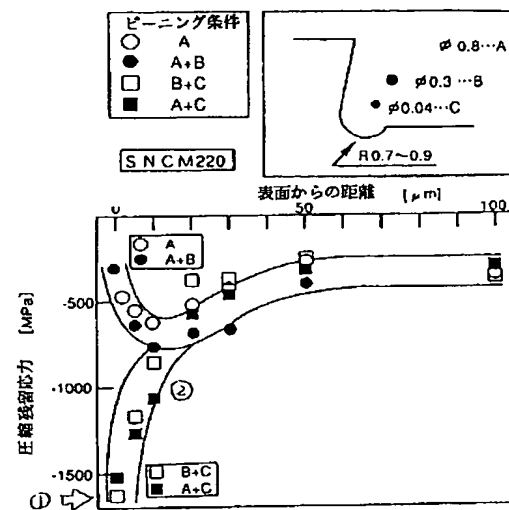 ピーニング条件
A
A+B
B+C
A+C
SNCM220
φ0.8…A
φ0.3…B
φ0.04…C
R0.7～0.9
表面からの距離 [μm]
0 50 100
A
A+B
-500
-1000
-1500
圧縮残留応力 [MPa]
②
B+C
A+C
①